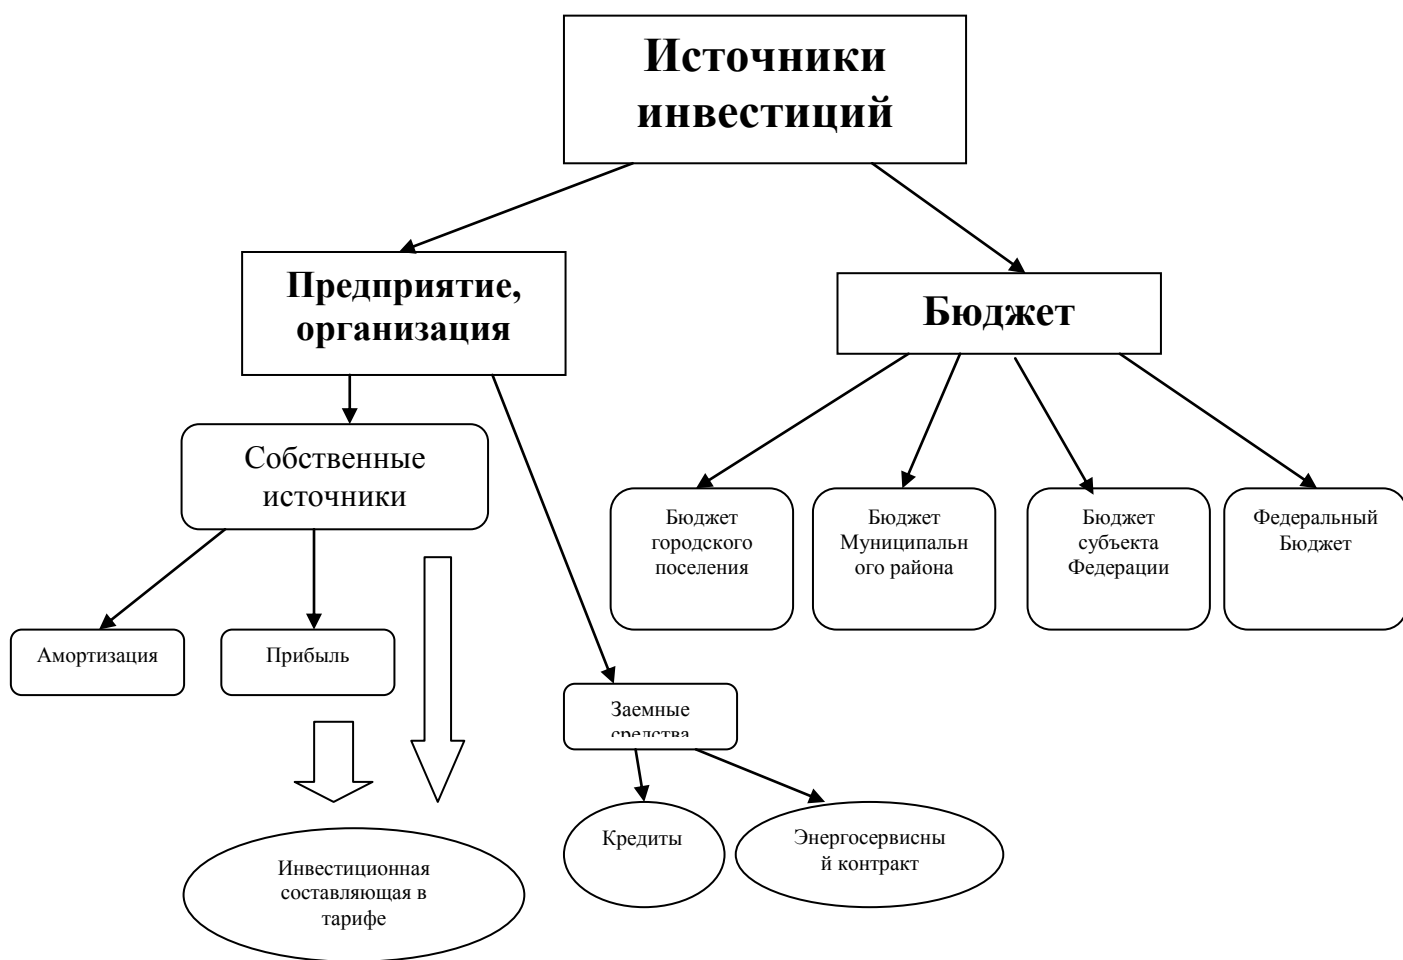 Источники
инвестиций
Предприятие,
организация
Бюджет
Собственные
источники
Бюджет
городского
поселения
Бюджет
Муниципальн
ого района
Бюджет
субъекта
Федерации
Федеральный
Бюджет
Амортизация
Прибыль
Заемные
средства
Кредиты
Энергосервисны
й контракт
Инвестиционная
составляющая в
тарифе